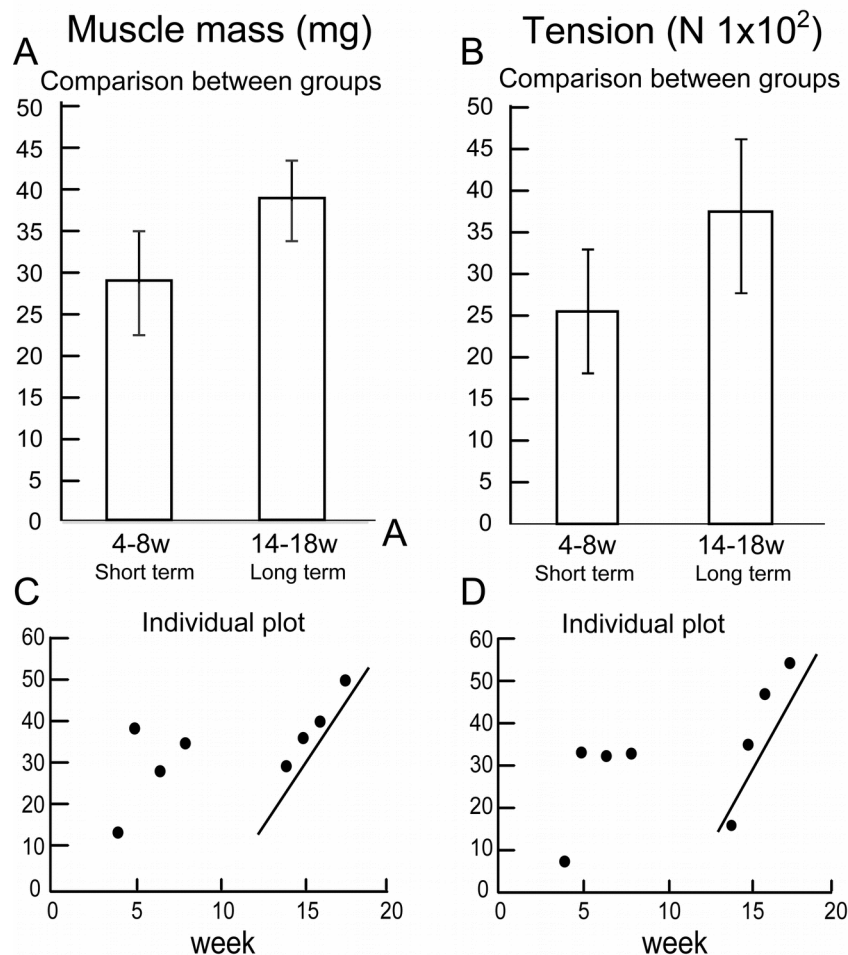 A Muscle mass (mg)
Comparison between groups
50
45
40
35
30
25
20
15
10
5
0
4-8w 14-18w
Short term Long term
A
B Tension (N 1x10²)
Comparison between groups
50
45
40
35
30
25
20
15
10
5
0
4-8w 14-18w
Short term Long term
C
Individual plot
60
50
40
30
20
10
0
0 5 10 15 20
week
D
Individual plot
60
50
40
30
20
10
0
0 5 10 15 20
week